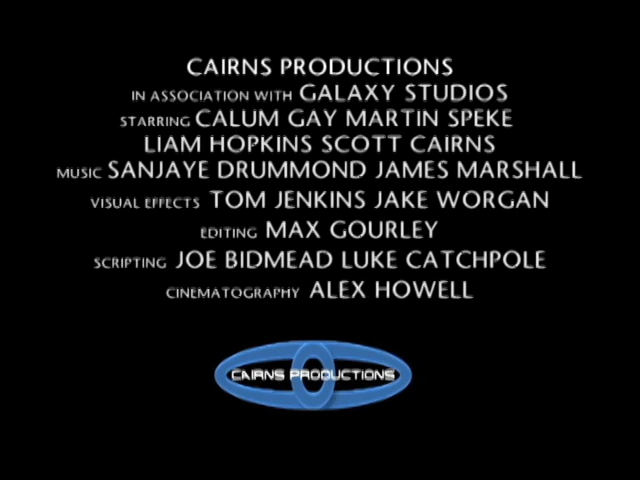 CAIRNS PRODUCTIONS
IN ASSOCIATION WITH GALAXY STUDIOS
STARRING CALUM GAY MARTIN SPEKE
LIAM HOPKINS SCOTT CAIRNS
MUSIC SANJAYE DRUMMOND JAMES MARSHALL
VISUAL EFFECTS TOM JENKINS JAKE WORGAN
EDITING MAX GOURLEY
SCRIPTING JOE BIDMEAD LUKE CATCHPOLE
CINEMATOGRAPHY ALEX HOWELL
CAIRNS PRODUCTIONS